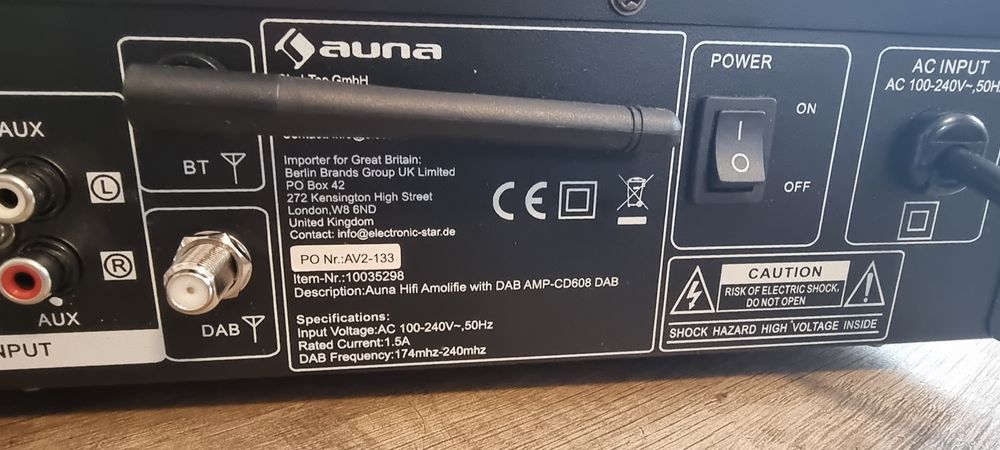 auna
GmbH
Importer for Great Britain:
Berlin Brands Group UK Limited
PO Box 42
272 Kensington High Street
London,W8 6ND
United Kingdom
Contact: info@electronic-star.de
PO Nr.:AV2-133
Item-Nr.:10035298
Description:Auna Hifi Amolifie with DAB AMP-CD608 DAB
Specifications:
Input Voltage:AC 100-240V~,50Hz
Rated Current:1.5A
DAB Frequency:174mhz-240mhz
CE
AUX
L
R
AUX
INPUT
BT
DAB
POWER
ON
I
O
OFF
AC INPUT
AC 100-240V~,50Hz
CAUTION
RISK OF ELECTRIC SHOCK,
DO NOT OPEN
SHOCK HAZARD HIGH VOLTAGE INSIDE